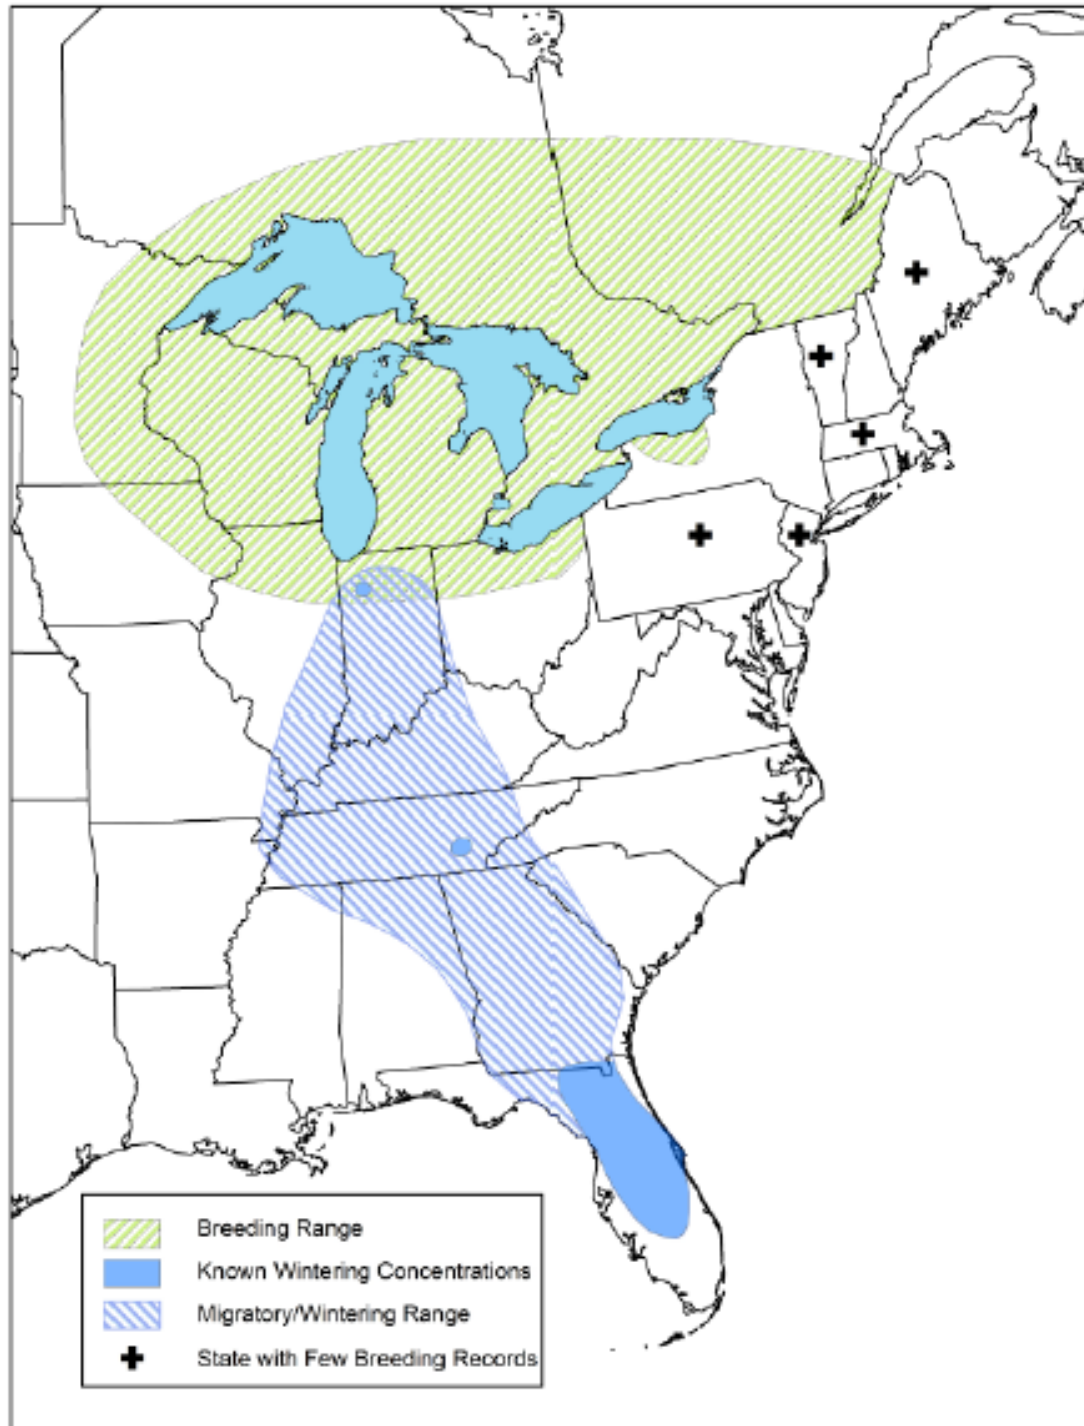 Breeding Range
Known Wintering Concentrations
Migratory/Wintering Range
State with Few Breeding Records